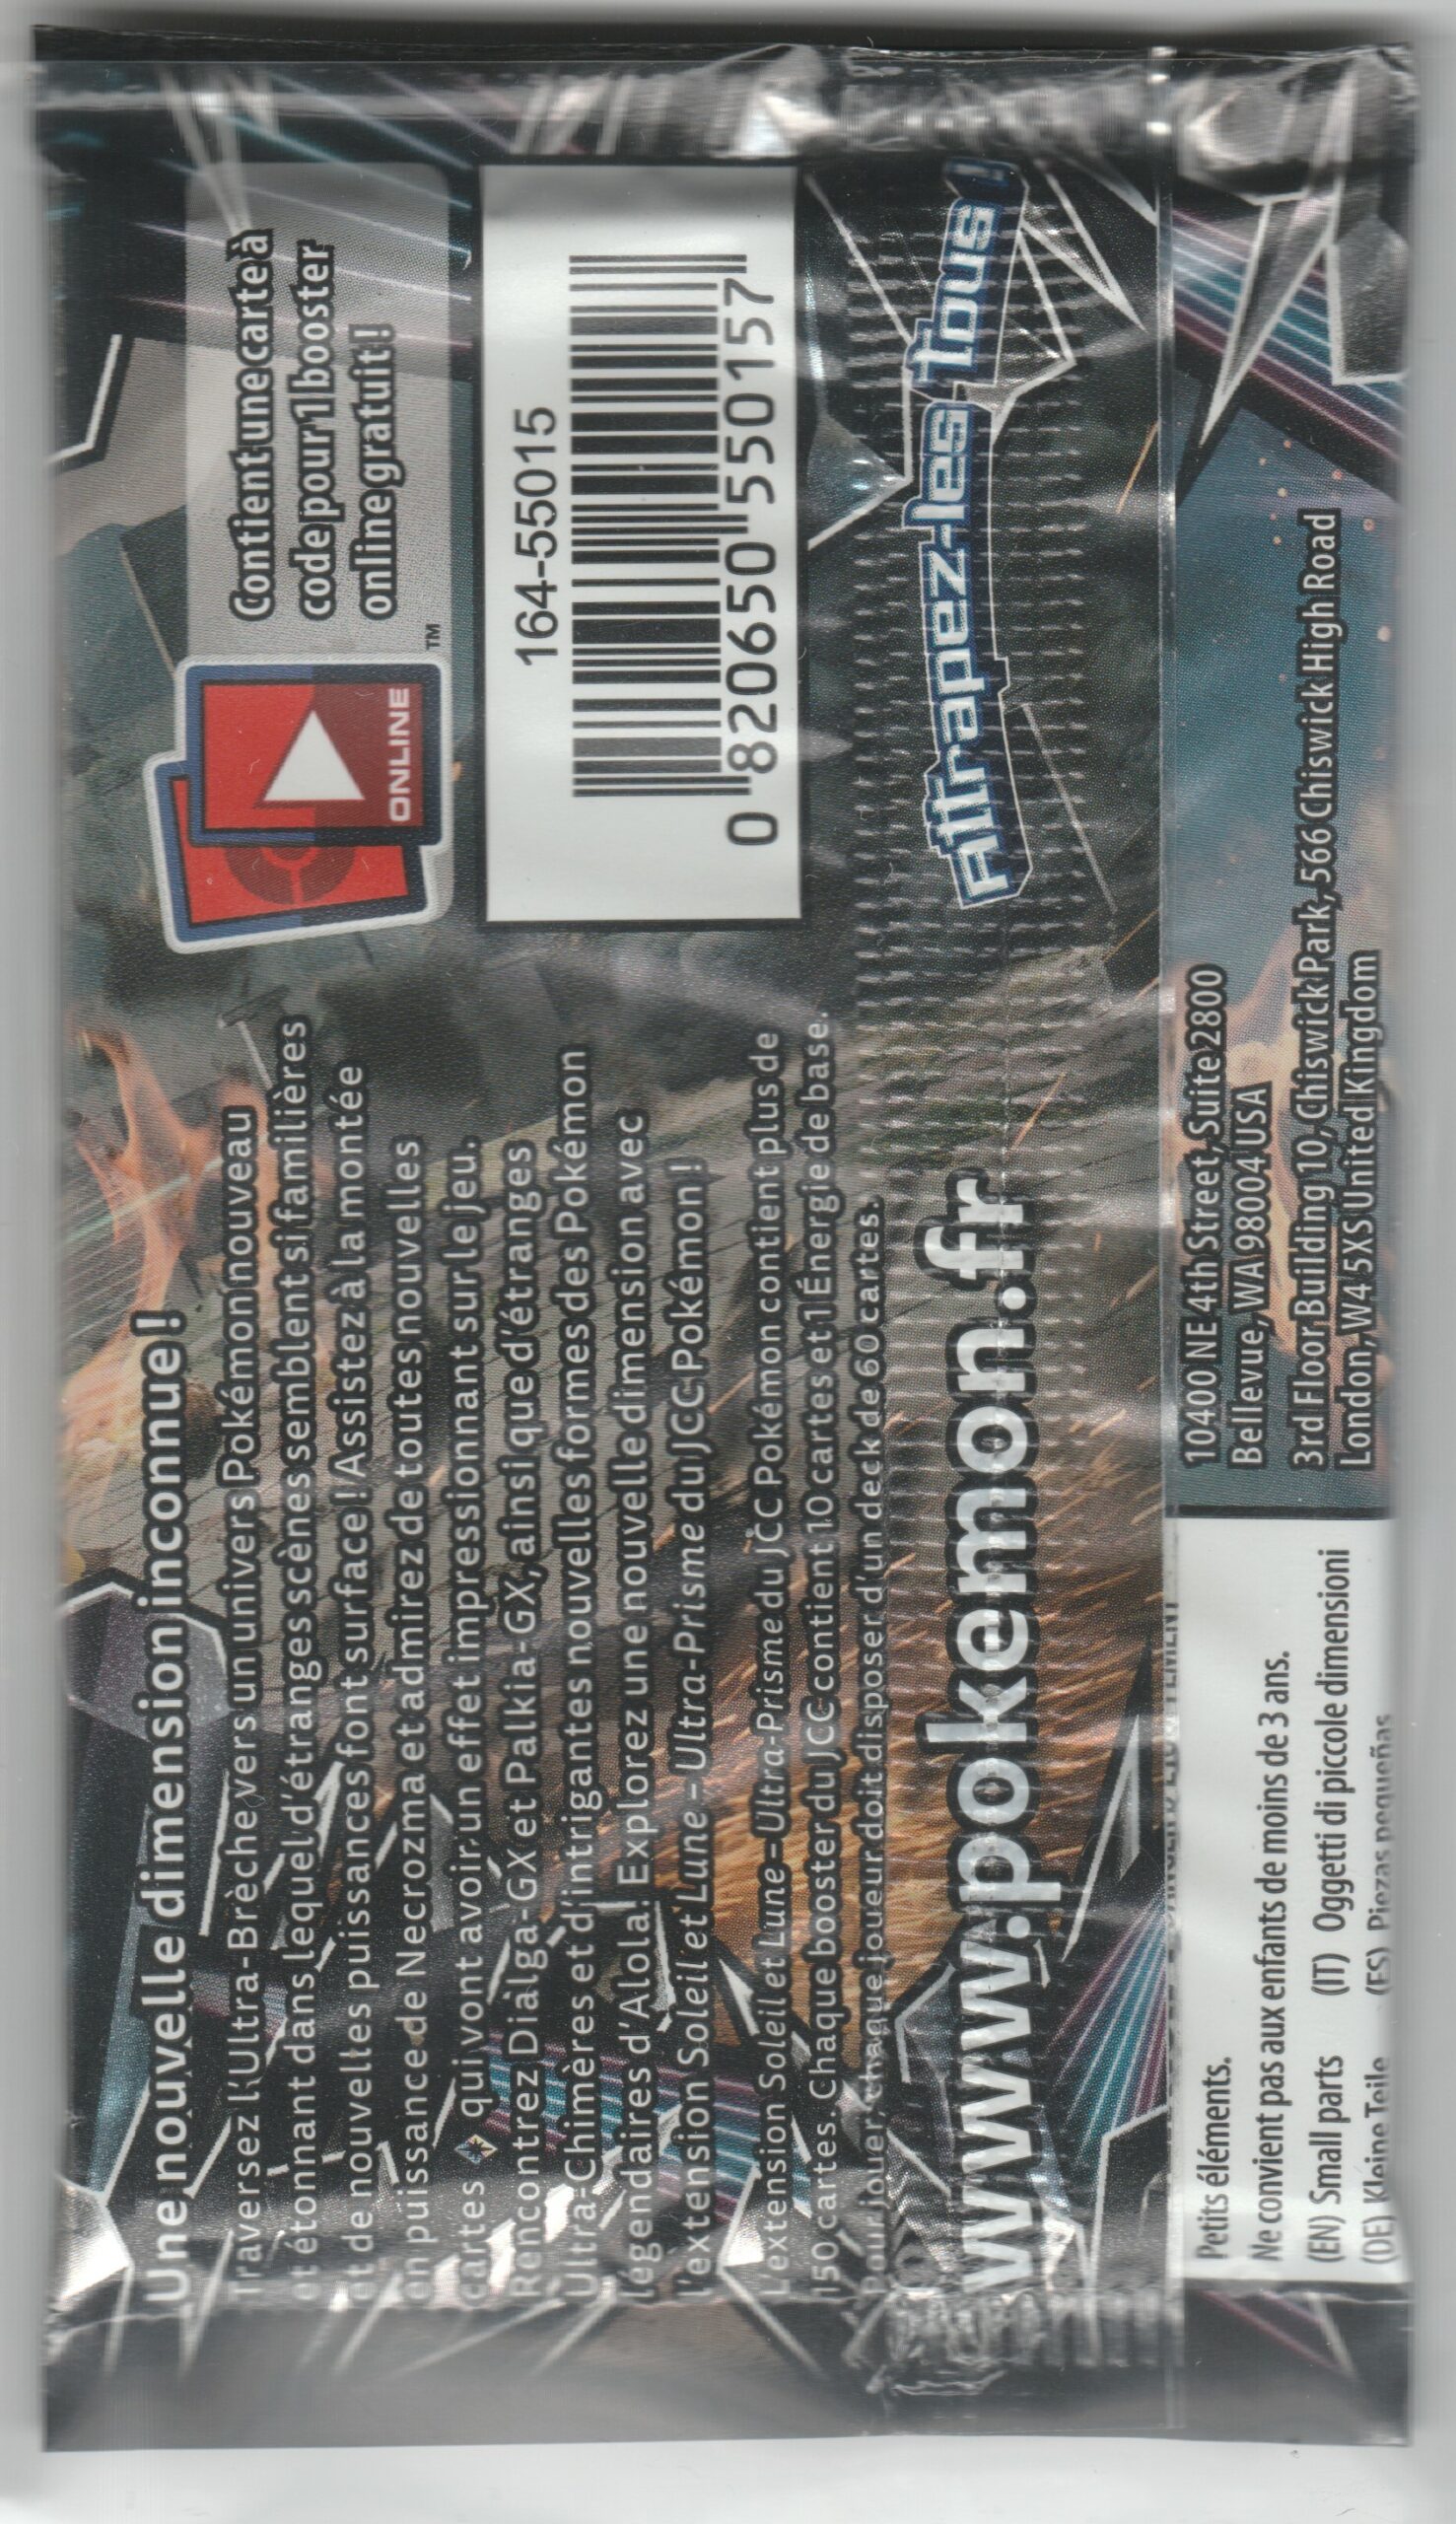 Une nouvelle dimension inconnue !
Traversez l'Ultra-Brèche vers un univers Pokémon nouveau
et étonnant dans lequel d'étranges scènes semblent si familières
et de nouvelles puissances font surface ! Assistez à la montée
en puissance de Necrozma et admirez de toutes nouvelles
cartes qui vont avoir un effet impressionnant sur le jeu.
Rencontrez Dialga-GX et Palkia-GX, ainsi que d'étranges
Ultra-Chimères et d'intrigantes nouvelles formes des Pokémon
légendaires d'Alola! Explorez une nouvelle dimension avec
l'extension Soleil et Lune – Ultra-Prisme du JCC Pokémon !
L'extension Soleil et Lune – Ultra-Prisme du JCC Pokémon contient plus de
150 cartes. Chaque booster du JCC contient 10 cartes et 1 Énergie de base.
Pour jouer, chaque joueur doit disposer d'un deck de 60 cartes.
www.pokemon.fr
ONLINE
TM
Contient une carte à
code pour 1 booster
online gratuit !
164-55015
0 820650 550157
Attrapez-les tous !
Petits éléments.
Ne convient pas aux enfants de moins de 3 ans.
(EN) Small parts (IT) Oggetti di piccole dimensioni
(DE) Kleine Teile (ES) Piezas pequeñas
10400 NE 4th Street, Suite 2800
Bellevue, WA 98004 USA
3rd Floor Building 10, Chiswick Park, 566 Chiswick High Road
London, W4 5XS United Kingdom